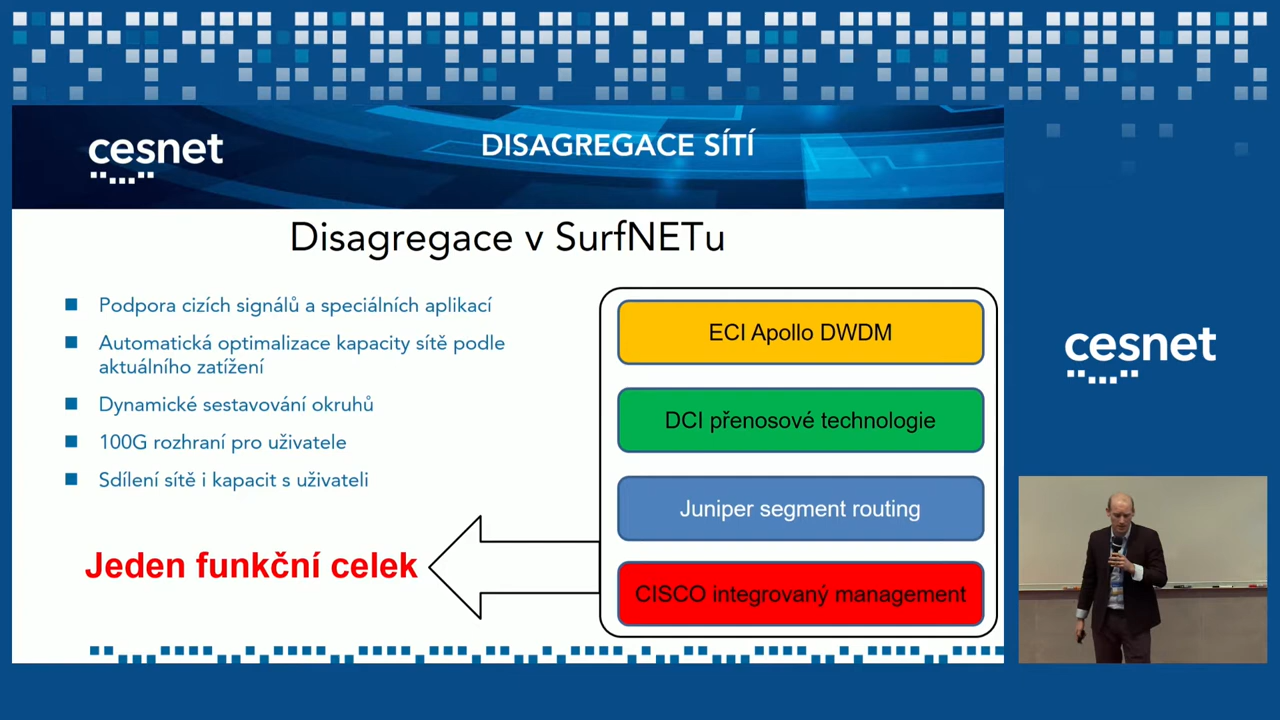 cesnet
DISAGREGACE SÍTÍ
Disagregace v SurfNETu
Podpora cizích signálů a speciálních aplikací
Automatická optimalizace kapacity sítě podle
aktuálního zatížení
Dynamické sestavování okruhů
100G rozhraní pro uživatele
Sdílení sítě i kapacit s uživateli
Jeden funkční celek
ECI Apollo DWDM
DCI přenosové technologie
Juniper segment routing
CISCO integrovaný management
cesnet